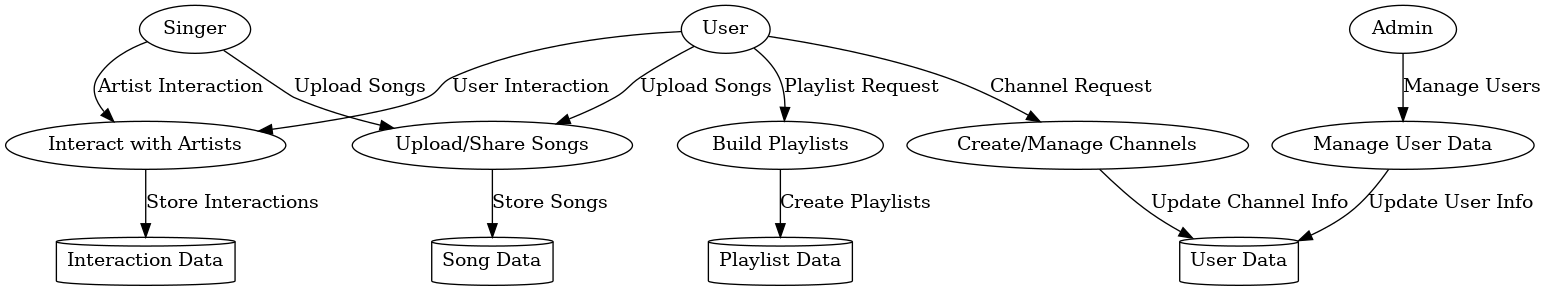 Singer
User
Admin
Artist Interaction
Upload Songs
User Interaction
Upload Songs
Playlist Request
Channel Request
Manage Users
Interact with Artists
Upload/Share Songs
Build Playlists
Create/Manage Channels
Manage User Data
Store Interactions
Store Songs
Create Playlists
Update Channel Info
Update User Info
Interaction Data
Song Data
Playlist Data
User Data